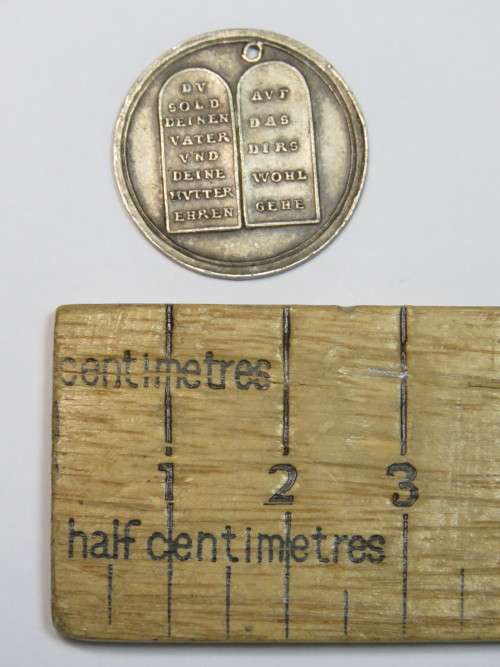 DV
SOLD
DEINEN
VATER
VND
DEINE
MVTTER
EHREN
AVF
DAS
DIRS
WOHL
GEHE
centimetres
1 2 3
half centimetres